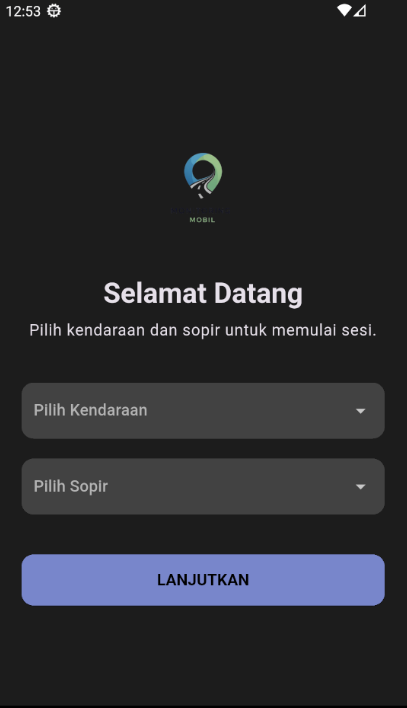 12:53
MOBIL
Selamat Datang
Pilih kendaraan dan sopir untuk memulai sesi.
Pilih Kendaraan
Pilih Sopir
LANJUTKAN